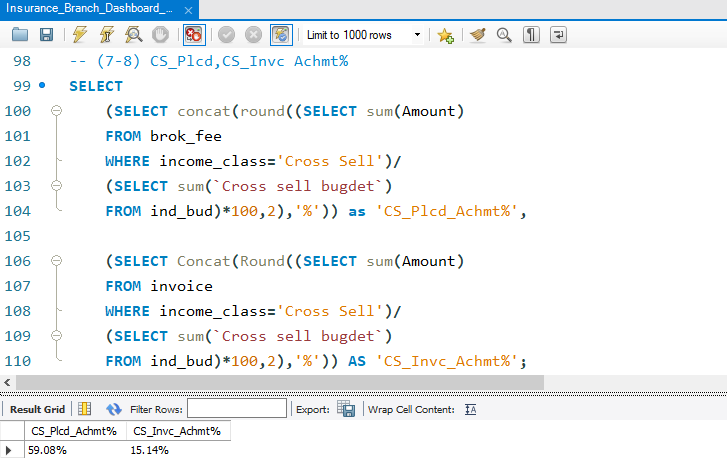 Insurance_Branch_Dashboard_...
Limit to 1000 rows
98 -- (7-8) CS_Plcd,CS_Invc Achmt%
99 SELECT
100 (SELECT concat(round((SELECT sum(Amount)
101 FROM brok_fee
102 WHERE income_class='Cross Sell')/
103 (SELECT sum(`Cross sell bugdet`)
104 FROM ind_bud)*100,2),'%')) as 'CS_Plcd_Achmt%',
105
106 (SELECT Concat(Round((SELECT sum(Amount)
107 FROM invoice
108 WHERE income_class='Cross Sell')/
109 (SELECT sum(`Cross sell bugdet`)
110 FROM ind_bud)*100,2),'%')) AS 'CS_Invc_Achmt%';
Result Grid Filter Rows: Export: Wrap Cell Content:
CS_Plcd_Achmt% CS_Invc_Achmt%
59.08% 15.14%